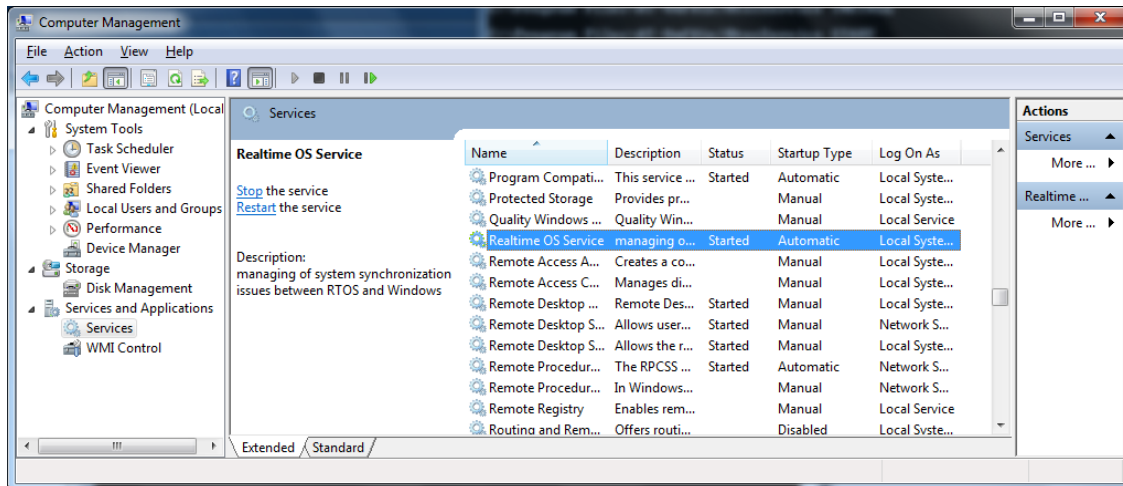 Computer Management
File Action View Help
Computer Management (Local
System Tools
Task Scheduler
Event Viewer
Shared Folders
Local Users and Groups
Performance
Device Manager
Storage
Disk Management
Services and Applications
Services
WMI Control
Services
Realtime OS Service
Stop the service
Restart the service
Description:
managing of system synchronization
issues between RTOS and Windows
Name Description Status Startup Type Log On As
Program Compati... This service ... Started Automatic Local Syste...
Protected Storage Provides pr... Manual Local Syste...
Quality Windows ... Quality Win... Manual Local Service
Realtime OS Service managing o... Started Automatic Local Syste...
Remote Access A... Creates a co... Manual Local Syste...
Remote Access C... Manages di... Manual Local Syste...
Remote Desktop ... Remote Des... Started Manual Local Syste...
Remote Desktop S... Allows user... Started Manual Network S...
Remote Desktop S... Allows the r... Started Manual Local Syste...
Remote Procedur... The RPCSS ... Started Automatic Network S...
Remote Procedur... In Windows... Manual Network S...
Remote Registry Enables rem... Manual Local Service
Routing and Rem... Offers routi... Disabled Local Syste...
Extended Standard
Actions
Services
More ...
Realtime ...
More ...